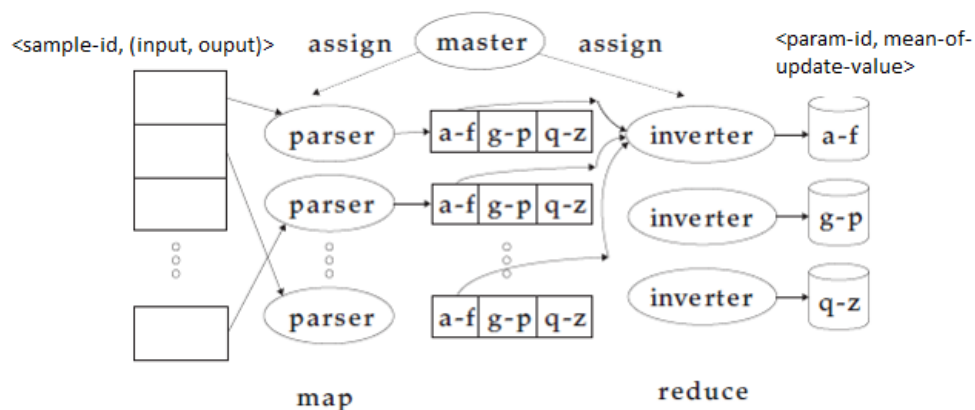 <sample-id, (input, ouput)>
assign
master
assign
<param-id, mean-of-
update-value>
parser
a-f g-p q-z
inverter
a-f
parser
a-f g-p q-z
inverter
g-p
parser
a-f g-p q-z
inverter
q-z
map
reduce